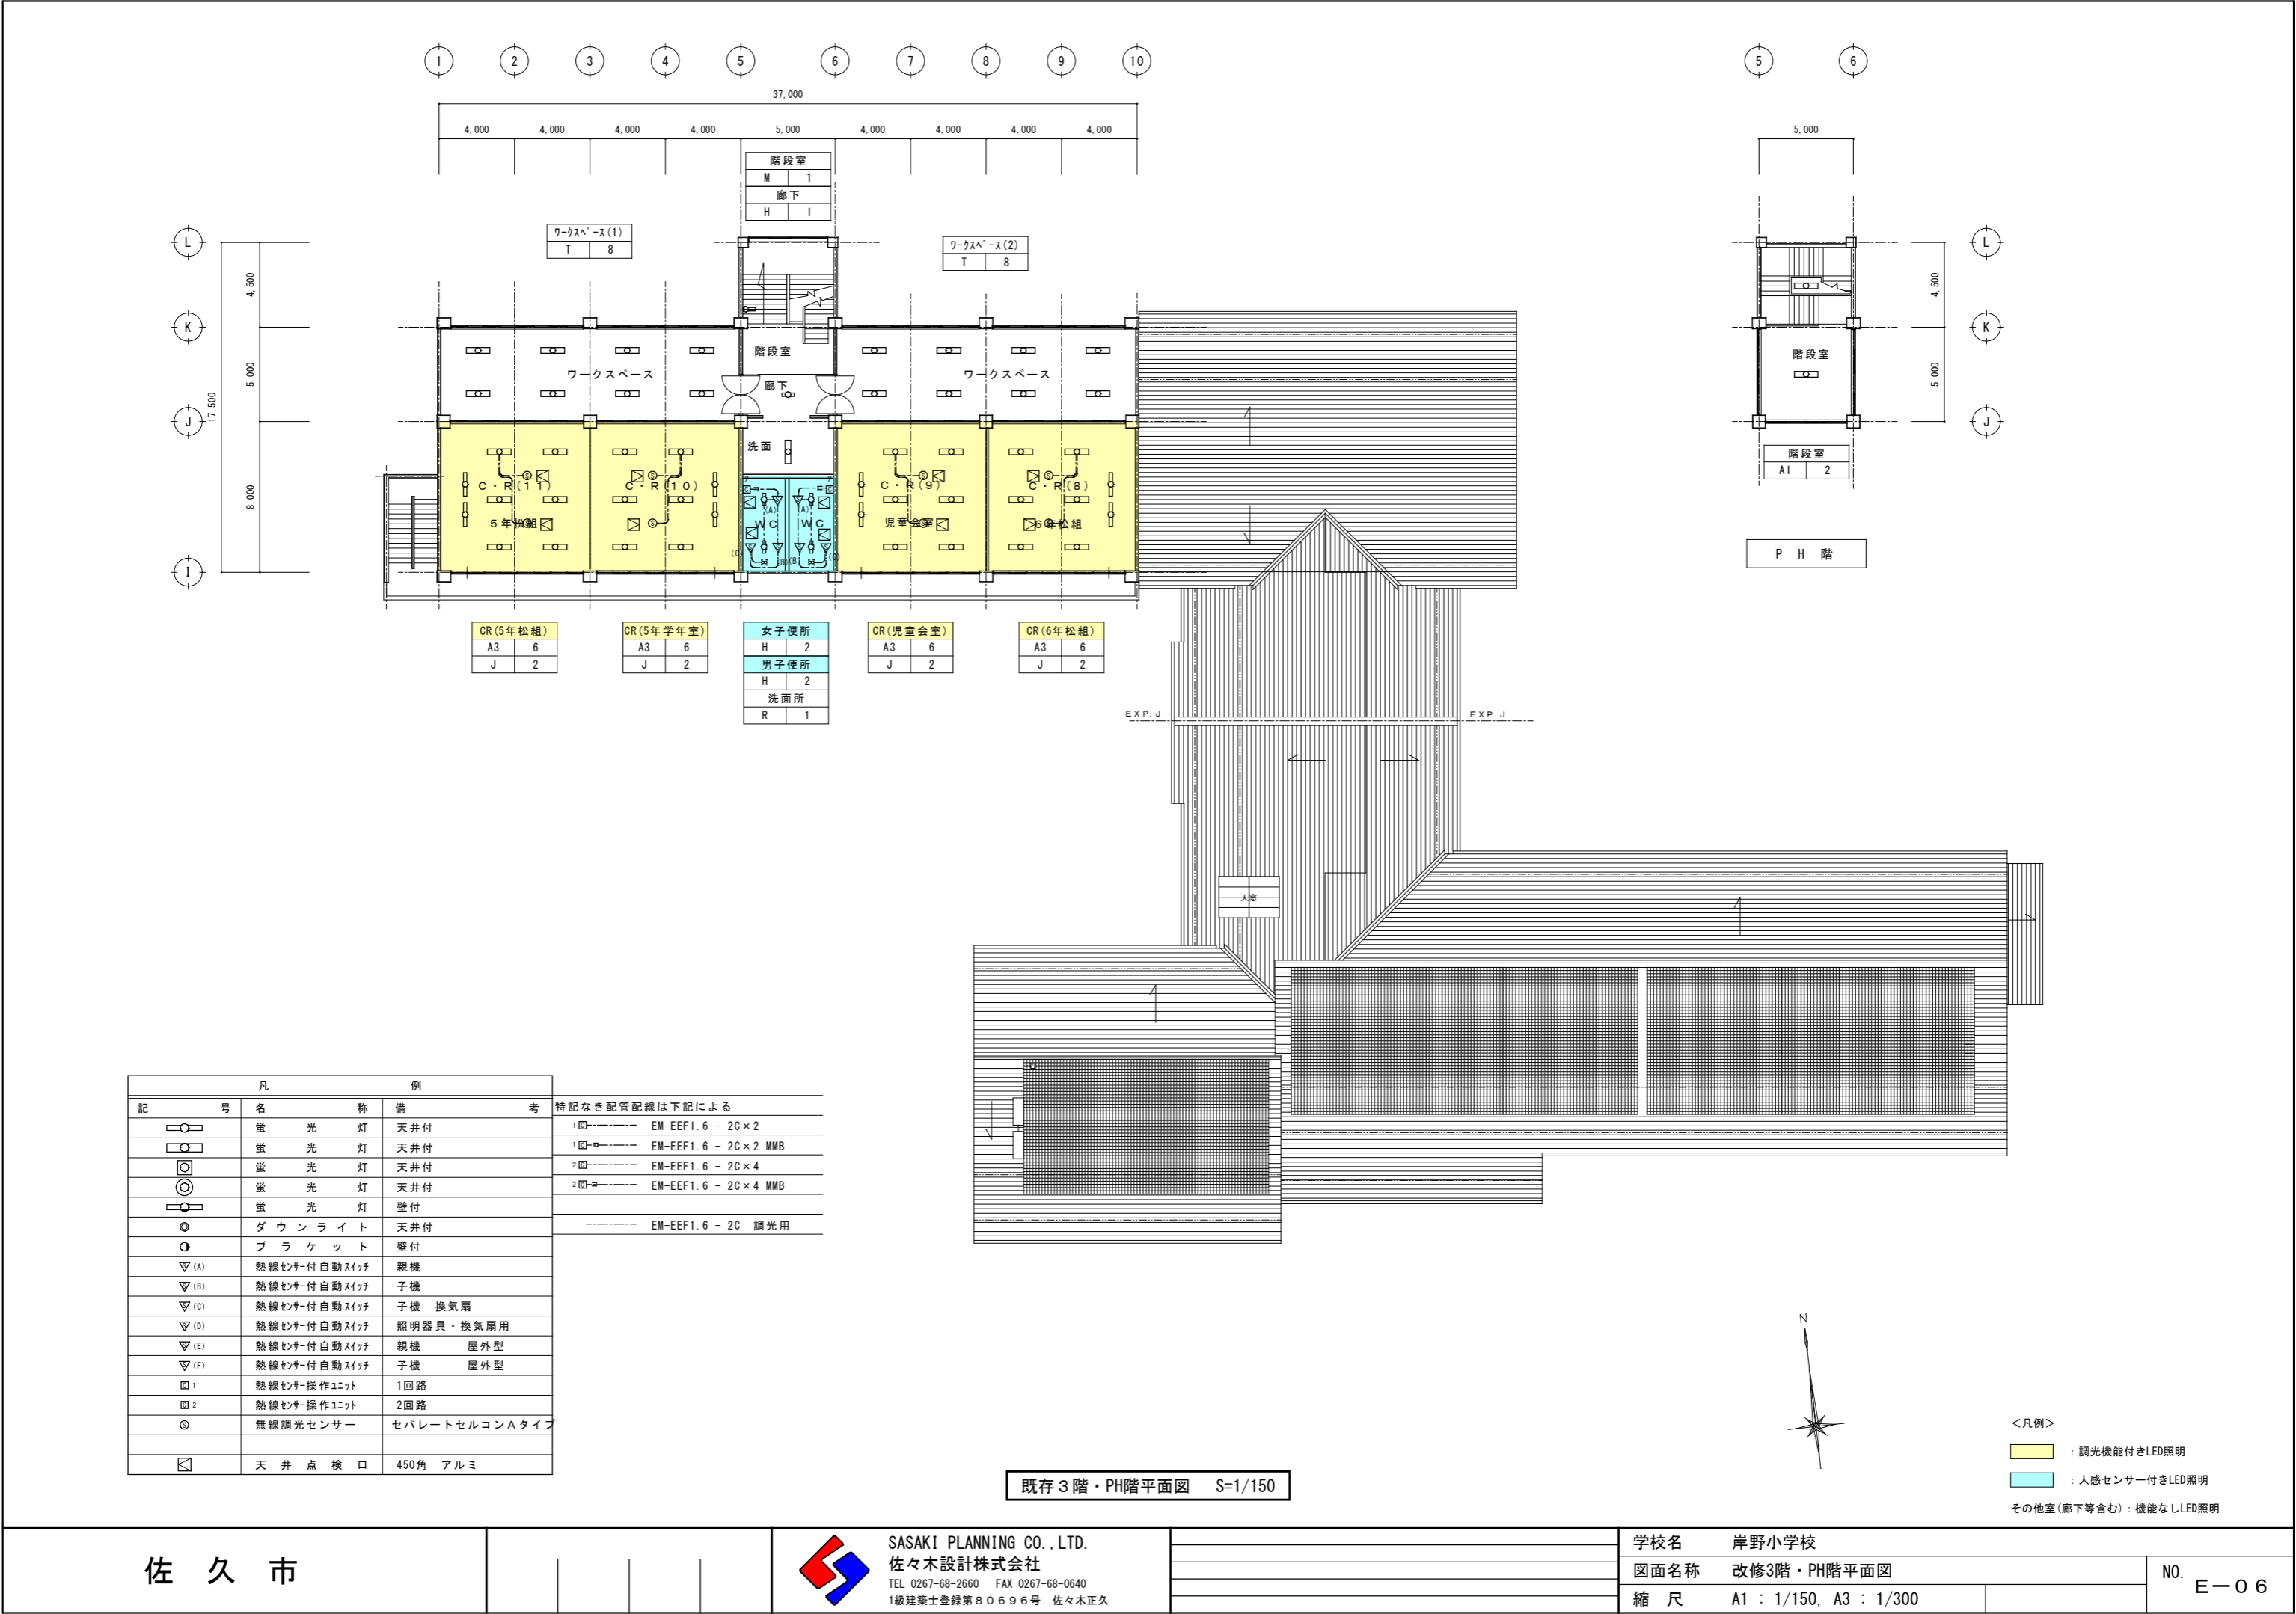 1 2 3 4 5 6 7 8 9 10
5 6
37,000
4,000 4,000 4,000 4,000 5,000 4,000 4,000 4,000 4,000
5,000
階段室
M 1
廊下
H 1
ワークスペース(1)
T 8
ワークスペース(2)
T 8
L
K
J
I
4,500
5,000
8,000
17,500
階段室
ワークスペース
廊下
ワークスペース
洗面
C・R(11)
5年松組
C・R(10)
WC
WC
(A) (A)
(C) (B) (B) (C)
C・R(9)
児童会室
C・R(8)
6年松組
L
K
J
4,500
5,000
階段室
階段室
A1 2
PH階
CR(5年松組)
A3 6
J 2
CR(5年学年室)
A3 6
J 2
女子便所
H 2
男子便所
H 2
洗面所
R 1
CR(児童会室)
A3 6
J 2
CR(6年松組)
A3 6
J 2
EXP.J
EXP.J
天窓
凡例
記号 名称 備考
蛍光灯 天井付
蛍光灯 天井付
蛍光灯 天井付
蛍光灯 天井付
蛍光灯 壁付
ダウンライト 天井付
ブラケット 壁付
(A) 熱線センサー付自動スイッチ 親機
(B) 熱線センサー付自動スイッチ 子機
(C) 熱線センサー付自動スイッチ 子機 換気扇
(D) 熱線センサー付自動スイッチ 照明器具・換気扇用
(E) 熱線センサー付自動スイッチ 親機 屋外型
(F) 熱線センサー付自動スイッチ 子機 屋外型
C 1 熱線センサー操作ユニット 1回路
C 2 熱線センサー操作ユニット 2回路
S 無線調光センサー セパレートセルコンAタイプ
天井点検口 450角 アルミ
特記なき配管配線は下記による
1 C EM-EEF1.6 - 2C×2
1 C EM-EEF1.6 - 2C×2 MMB
2 C EM-EEF1.6 - 2C×4
2 C EM-EEF1.6 - 2C×4 MMB
EM-EEF1.6 - 2C 調光用
N
<凡例>
:調光機能付きLED照明
:人感センサー付きLED照明
その他室(廊下等含む):機能なしLED照明
既存3階・PH階平面図 S=1/150
佐久市
SASAKI PLANNING CO.,LTD.
佐々木設計株式会社
TEL 0267-68-2660 FAX 0267-68-0640
1級建築士登録第80696号 佐々木正久
学校名 岸野小学校
図面名称 改修3階・PH階平面図
縮尺 A1 : 1/150, A3 : 1/300
NO. E-06